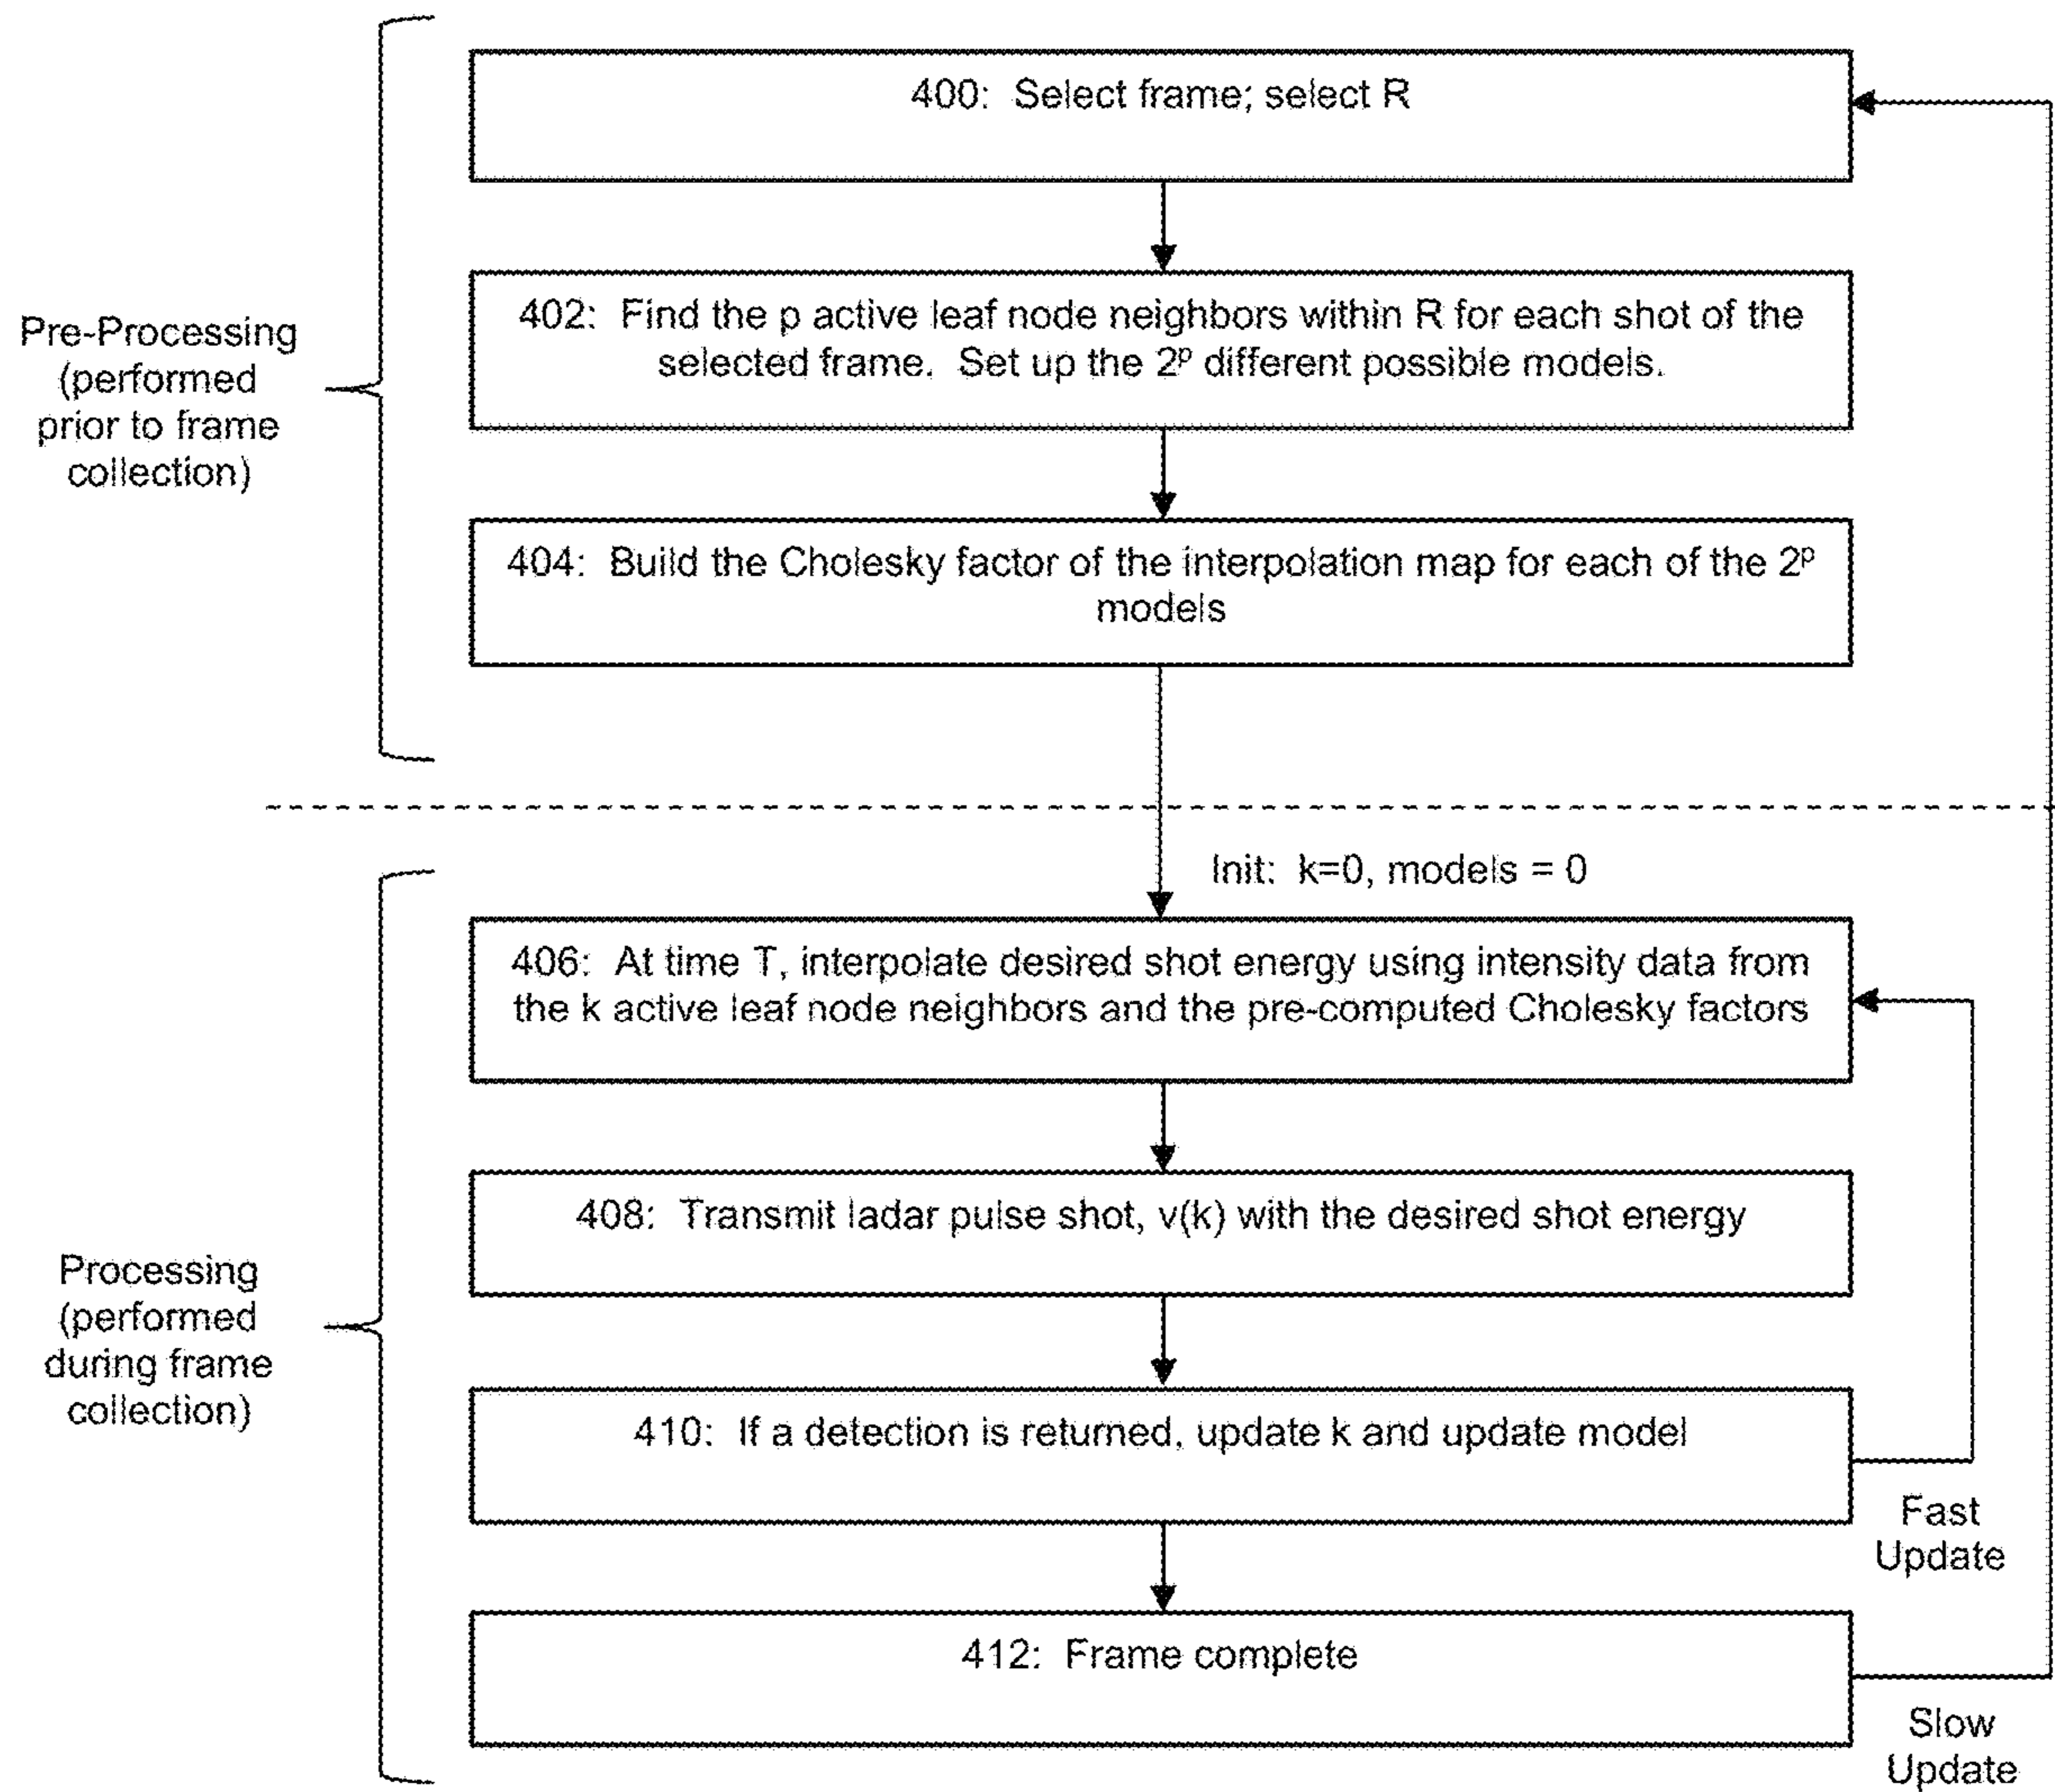 400: Select frame; select R
402: Find the p active leaf node neighbors within R for each shot of the
selected frame. Set up the 2ᵖ different possible models.
Pre-Processing
(performed
prior to frame
collection)
404: Build the Cholesky factor of the interpolation map for each of the 2ᵖ
models
Init: k=0, models = 0
406: At time T, interpolate desired shot energy using intensity data from
the k active leaf node neighbors and the pre-computed Cholesky factors
408: Transmit ladar pulse shot, v(k) with the desired shot energy
Processing
(performed
during frame
collection)
410: If a detection is returned, update k and update model
Fast
Update
412: Frame complete
Slow
Update